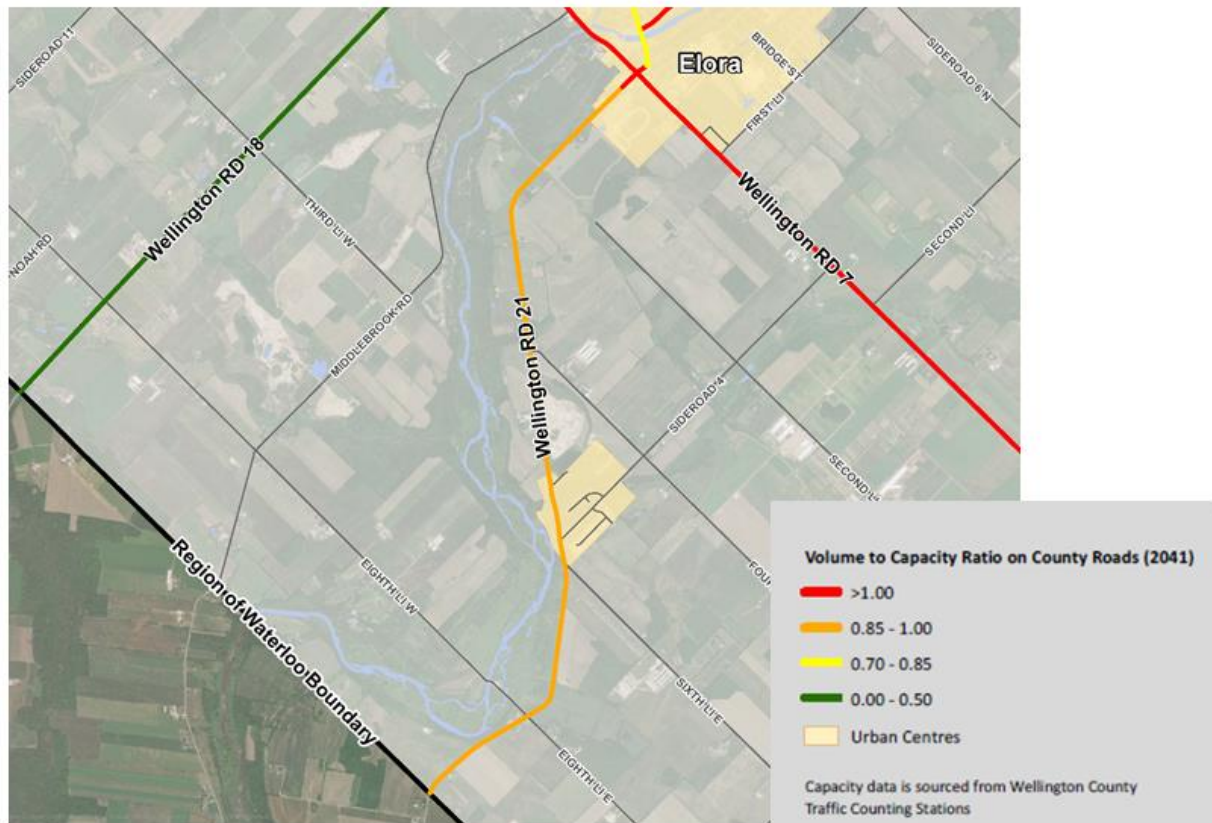 SIDEROAD 11
Elora
BRIDGE ST
SIDEROAD 6 N
FIRST LI
Wellington RD 18
THIRD LI W
Wellington RD 7
NOAH RD
SECOND LI
MIDDLEBROOK RD
Wellington RD 21
SIDEROAD 4
SECOND LI
EIGHTH LI W
Region of Waterloo Boundary
SIXTH LI E
EIGHTH LI E
Volume to Capacity Ratio on County Roads (2041)
>1.00
0.85 - 1.00
0.70 - 0.85
0.00 - 0.50
Urban Centres
Capacity data is sourced from Wellington County
Traffic Counting Stations